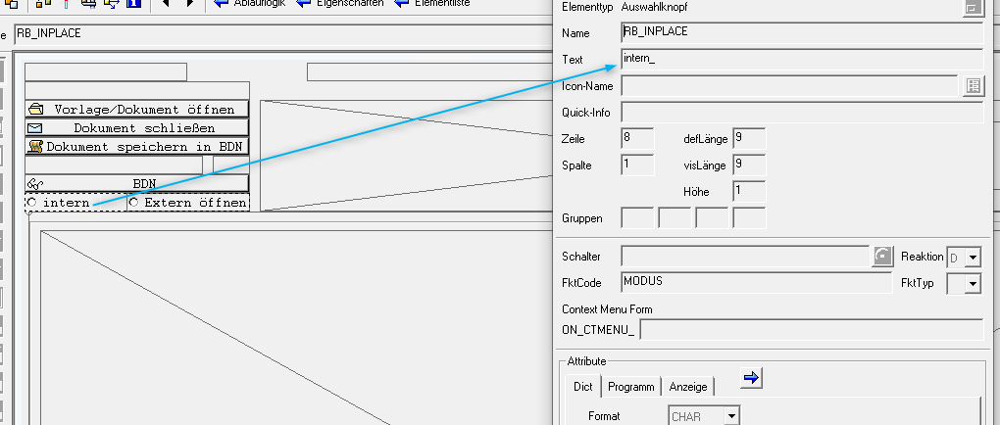 Ablauflogik Eigenschaften Elementliste
RB_INPLACE
Vorlage/Dokument öffnen
Dokument schließen
Dokument speichern in BDN
BDN
intern Extern öffnen
Elementtyp Auswahlknopf
Name RB_INPLACE
Text intern_
Icon-Name
Quick-Info
Zeile 8 defLänge 9
Spalte 1 visLänge 9
Höhe 1
Gruppen
Schalter Reaktion D
FktCode MODUS FktTyp
Context Menu Form
ON_CTMENU_
Attribute
Dict Programm Anzeige
Format CHAR